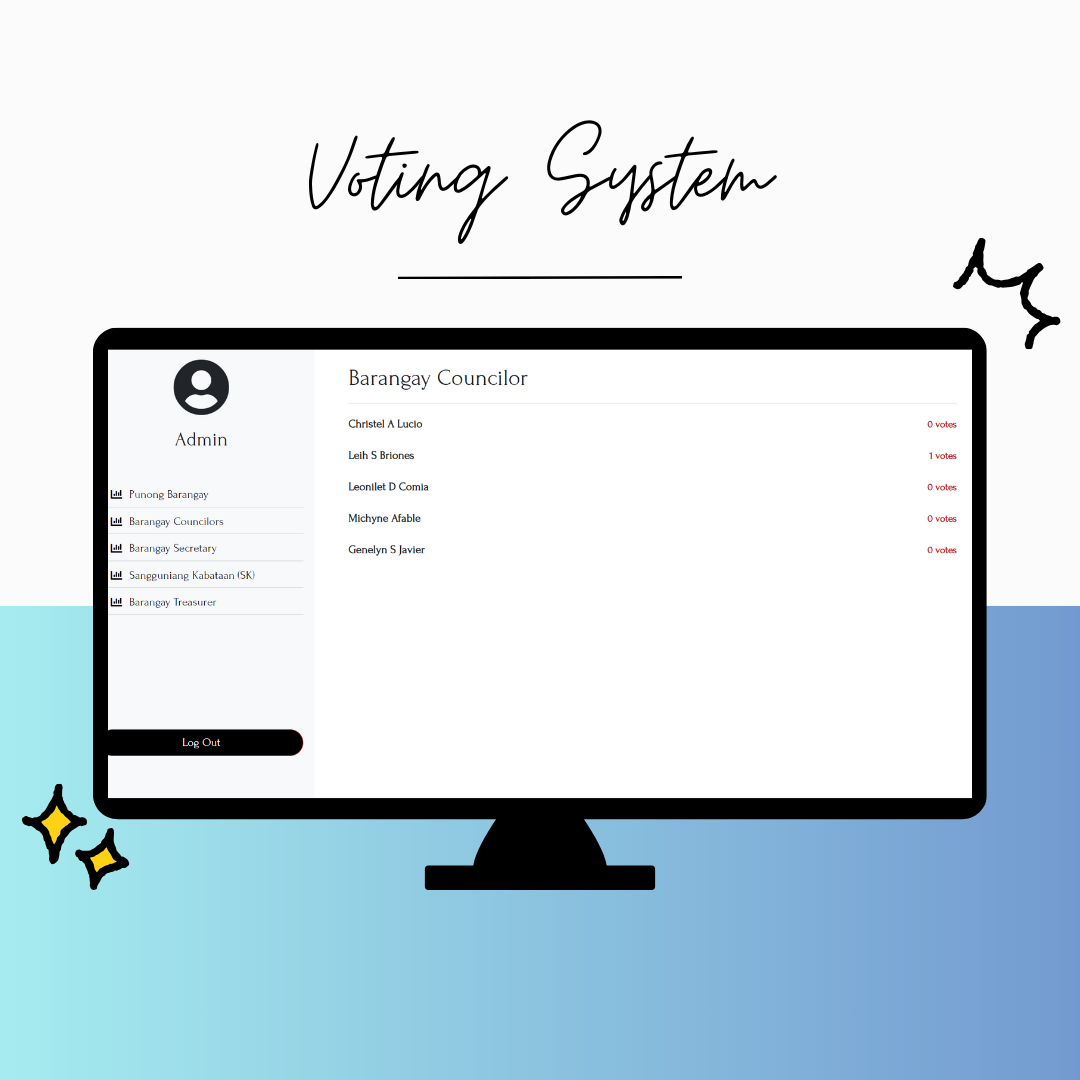 Voting System
Admin
Punong Barangay
Barangay Councilors
Barangay Secretary
Sangguniang Kabataan (SK)
Barangay Treasurer
Log Out
Barangay Councilor
Christel A Lucio 0 votes
Leih S Briones 1 votes
Leonilet D Comia 0 votes
Michyne Afable 0 votes
Genelyn S Javier 0 votes